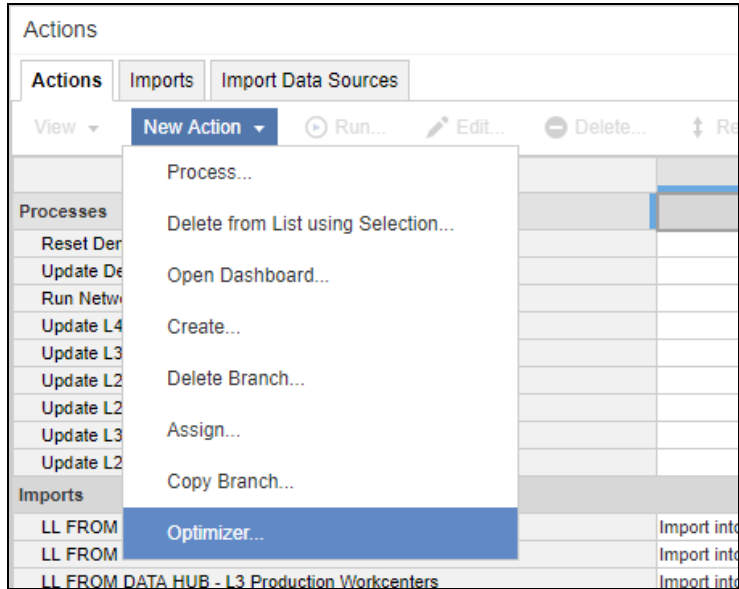 Actions
Actions Imports Import Data Sources
View New Action Run... Edit... Delete... Re
Process...
Processes
Delete from List using Selection...
Reset Der
Update De
Open Dashboard...
Run Netw
Update L4
Create...
Update L3
Update L2
Delete Branch...
Update L2
Update L3
Assign...
Update L2
Copy Branch...
Imports
LL FROM
Optimizer...
Import into
LL FROM
Import into
LL FROM DATA HUB - L3 Production Workcenters
Import into